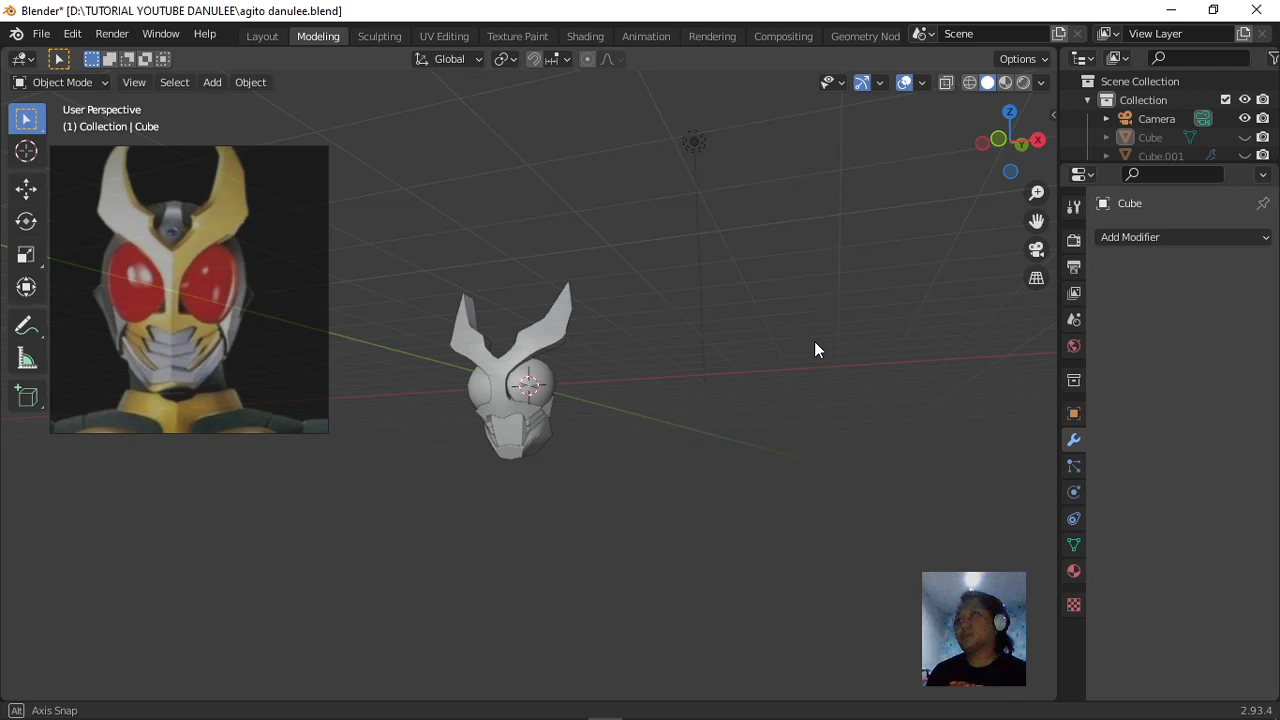 Blender* [D:\TUTORIAL YOUTUBE DANULEE\agito danulee.blend]
File Edit Render Window Help
Layout Modeling Sculpting UV Editing Texture Paint Shading Animation Rendering Compositing Geometry Nod
Scene
View Layer
Global
Options
Object Mode View Select Add Object
Scene Collection
Collection
Camera
Cube
Cube.001
User Perspective
(1) Collection | Cube
Z
X
Y
Cube
Add Modifier
Alt Axis Snap
2.93.4